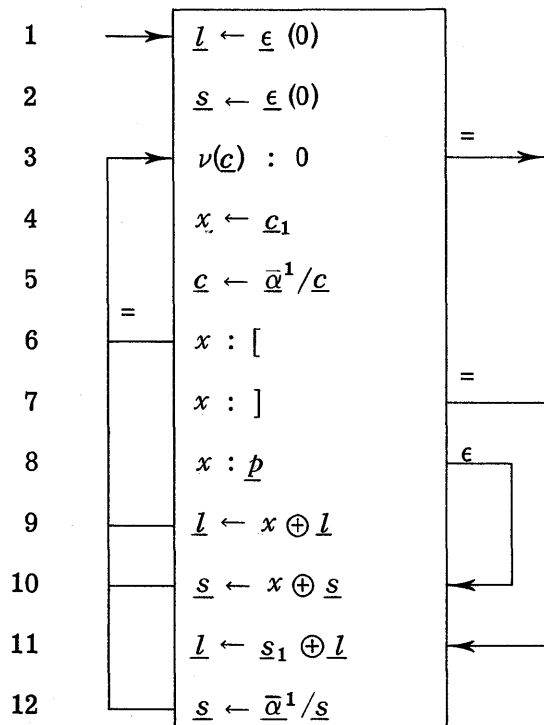 1 l ← ϵ (0)
2 s ← ϵ (0)
3 ν(c) : 0 =
4 x ← c₁
5 c ← ᾱ¹/c
= 6 x : [
7 x : ] =
8 x : p ϵ
9 l ← x ⊕ l
10 s ← x ⊕ s
11 l ← s₁ ⊕ l
12 s ← ᾱ¹/s